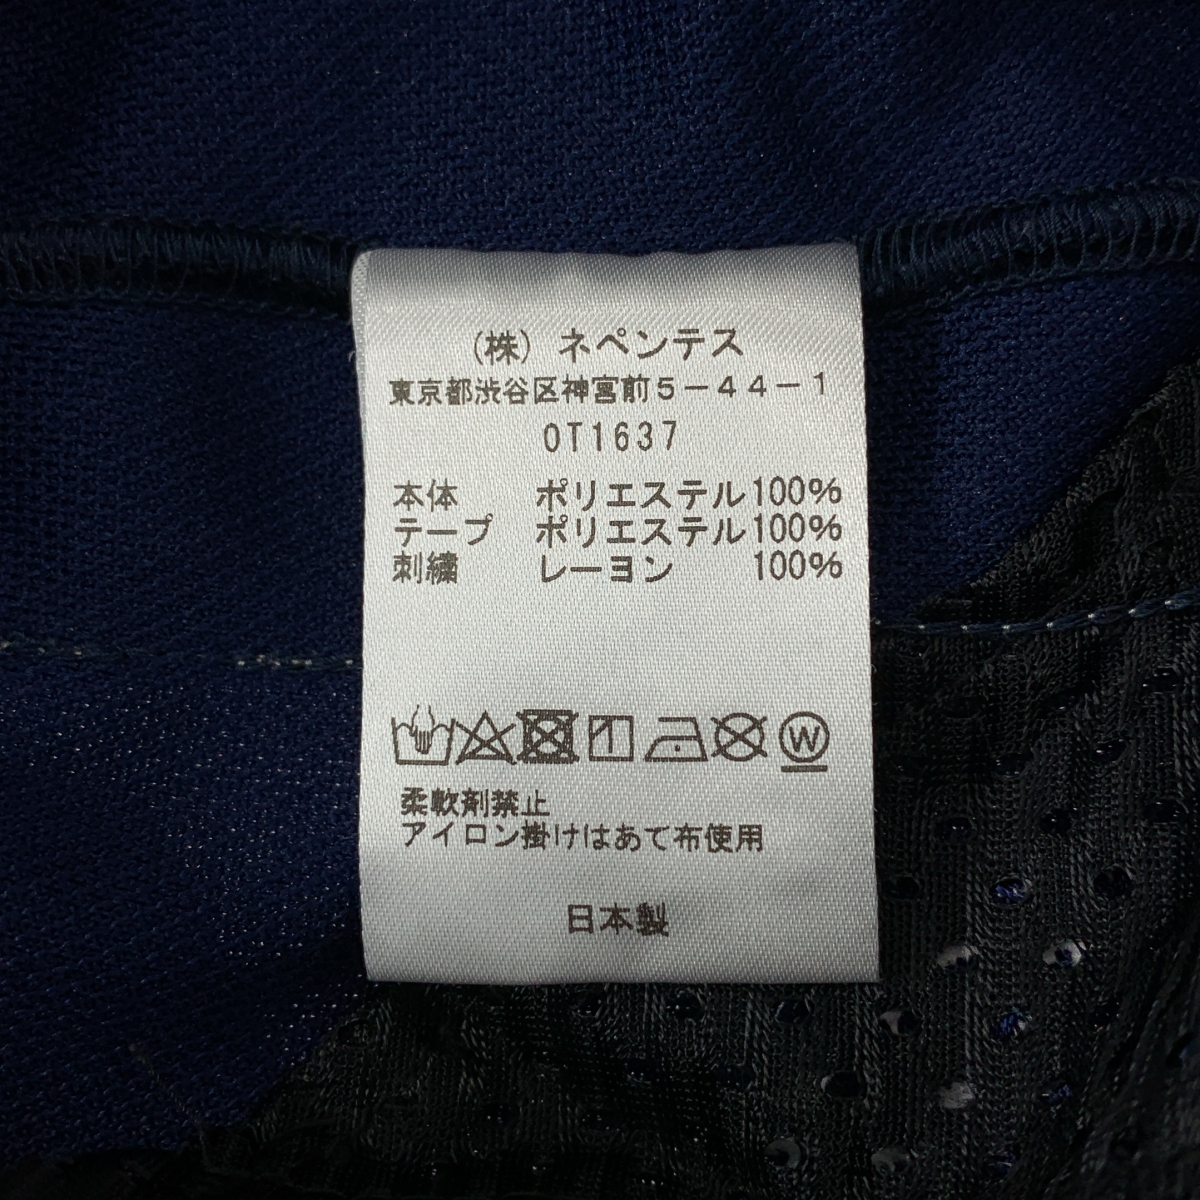 (株) ネペンテス
東京都渋谷区神宮前5-44-1
0T1637
本体 ポリエステル100%
テープ ポリエステル100%
刺繍 レーヨン 100%
W
柔軟剤禁止
アイロン掛けはあて布使用
日本製